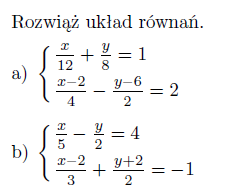 Rozwiąż układ równań.
a) { x/12 + y/8 = 1
(x−2)/4 − (y−6)/2 = 2
b) { x/5 − y/2 = 4
(x−2)/3 + (y+2)/2 = −1